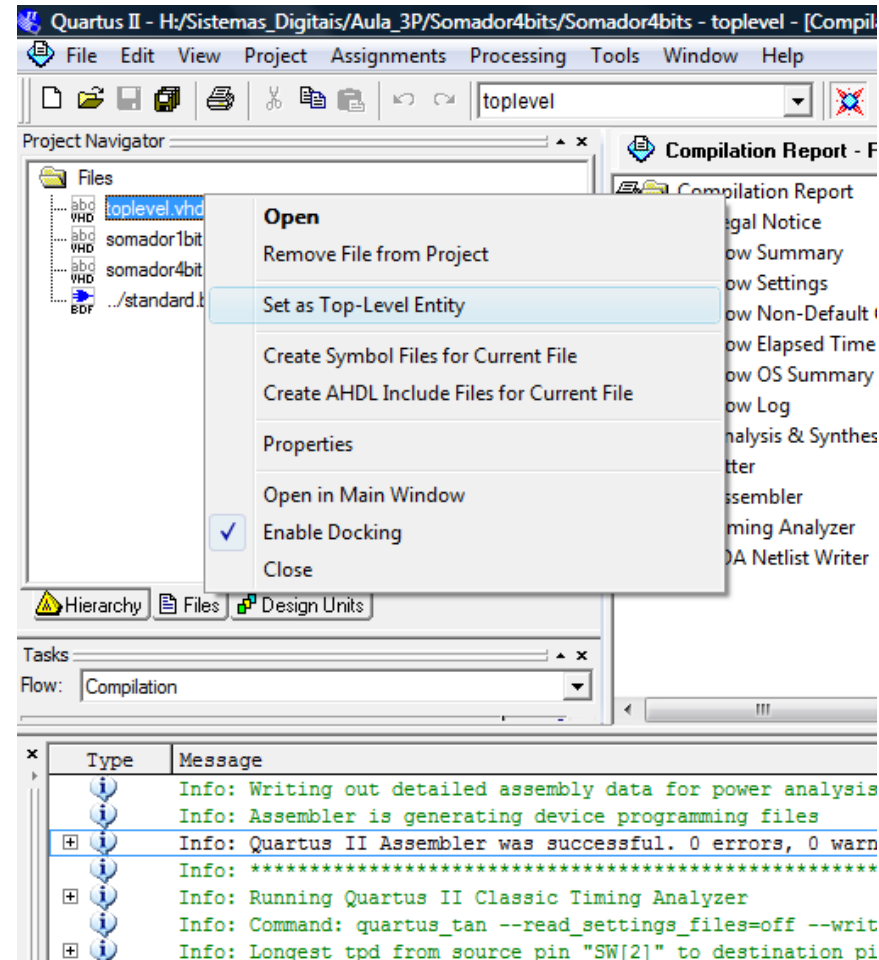 Quartus II - H:/Sistemas_Digitais/Aula_3P/Somador4bits/Somador4bits - toplevel - [Compil
File Edit View Project Assignments Processing Tools Window Help
toplevel
Project Navigator
Files
abc VHD toplevel.vhd
abc VHD somador1bit
abc VHD somador4bit
BDF ../standard.b
Hierarchy Files Design Units
Open
Remove File from Project
Set as Top-Level Entity
Create Symbol Files for Current File
Create AHDL Include Files for Current File
Properties
Open in Main Window
Enable Docking
Close
Compilation Report - F
Compilation Report
egal Notice
ow Summary
ow Settings
ow Non-Default
ow Elapsed Time
ow OS Summary
ow Log
nalysis & Synthes
tter
ssembler
ming Analyzer
DA Netlist Writer
Tasks
Flow: Compilation
Type Message
Info: Writing out detailed assembly data for power analysis
Info: Assembler is generating device programming files
Info: Quartus II Assembler was successful. 0 errors, 0 warn
Info: *******************************************************
Info: Running Quartus II Classic Timing Analyzer
Info: Command: quartus_tan --read_settings_files=off --writ
Info: Longest tpd from source pin "SW[2]" to destination pi